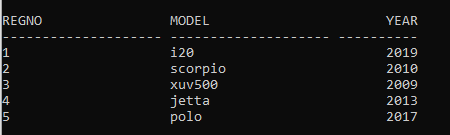 REGNO MODEL YEAR
-------------------- -------------------- ----------
1 i20 2019
2 scorpio 2010
3 xuv500 2009
4 jetta 2013
5 polo 2017